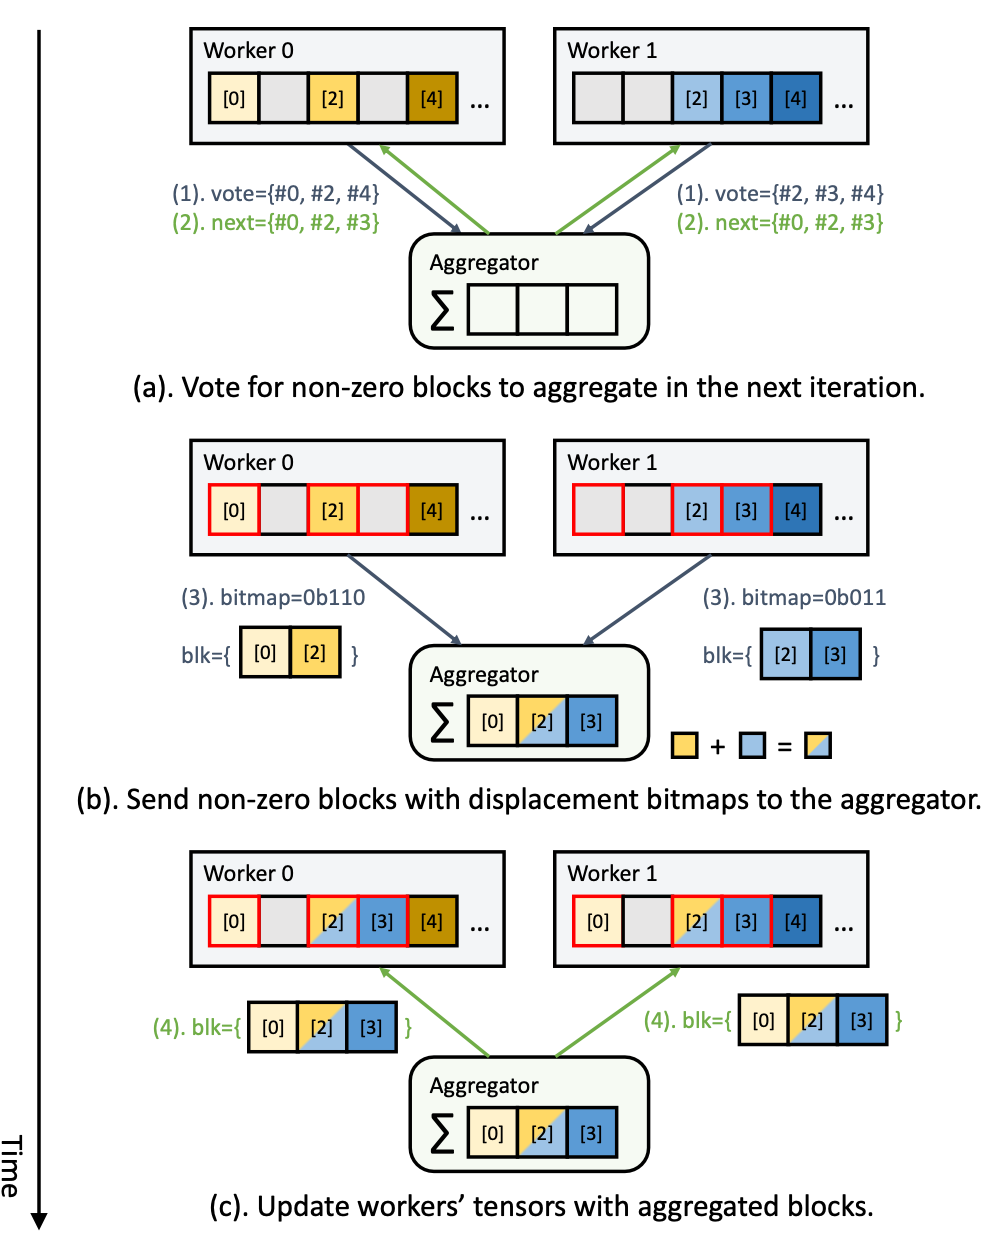 Worker 0
[0] [2] [4] ...
Worker 1
[2] [3] [4] ...
(1). vote={#0, #2, #4}
(2). next={#0, #2, #3}
(1). vote={#2, #3, #4}
(2). next={#0, #2, #3}
Aggregator
∑
(a). Vote for non-zero blocks to aggregate in the next iteration.
Worker 0
[0] [2] [4] ...
Worker 1
[2] [3] [4] ...
(3). bitmap=0b110
blk={ [0] [2] }
(3). bitmap=0b011
blk={ [2] [3] }
Aggregator
∑ [0] [2] [3]
+ =
(b). Send non-zero blocks with displacement bitmaps to the aggregator.
Worker 0
[0] [2] [3] [4] ...
Worker 1
[0] [2] [3] [4] ...
(4). blk={ [0] [2] [3] }
(4). blk={ [0] [2] [3] }
Aggregator
∑ [0] [2] [3]
(c). Update workers’ tensors with aggregated blocks.
Time